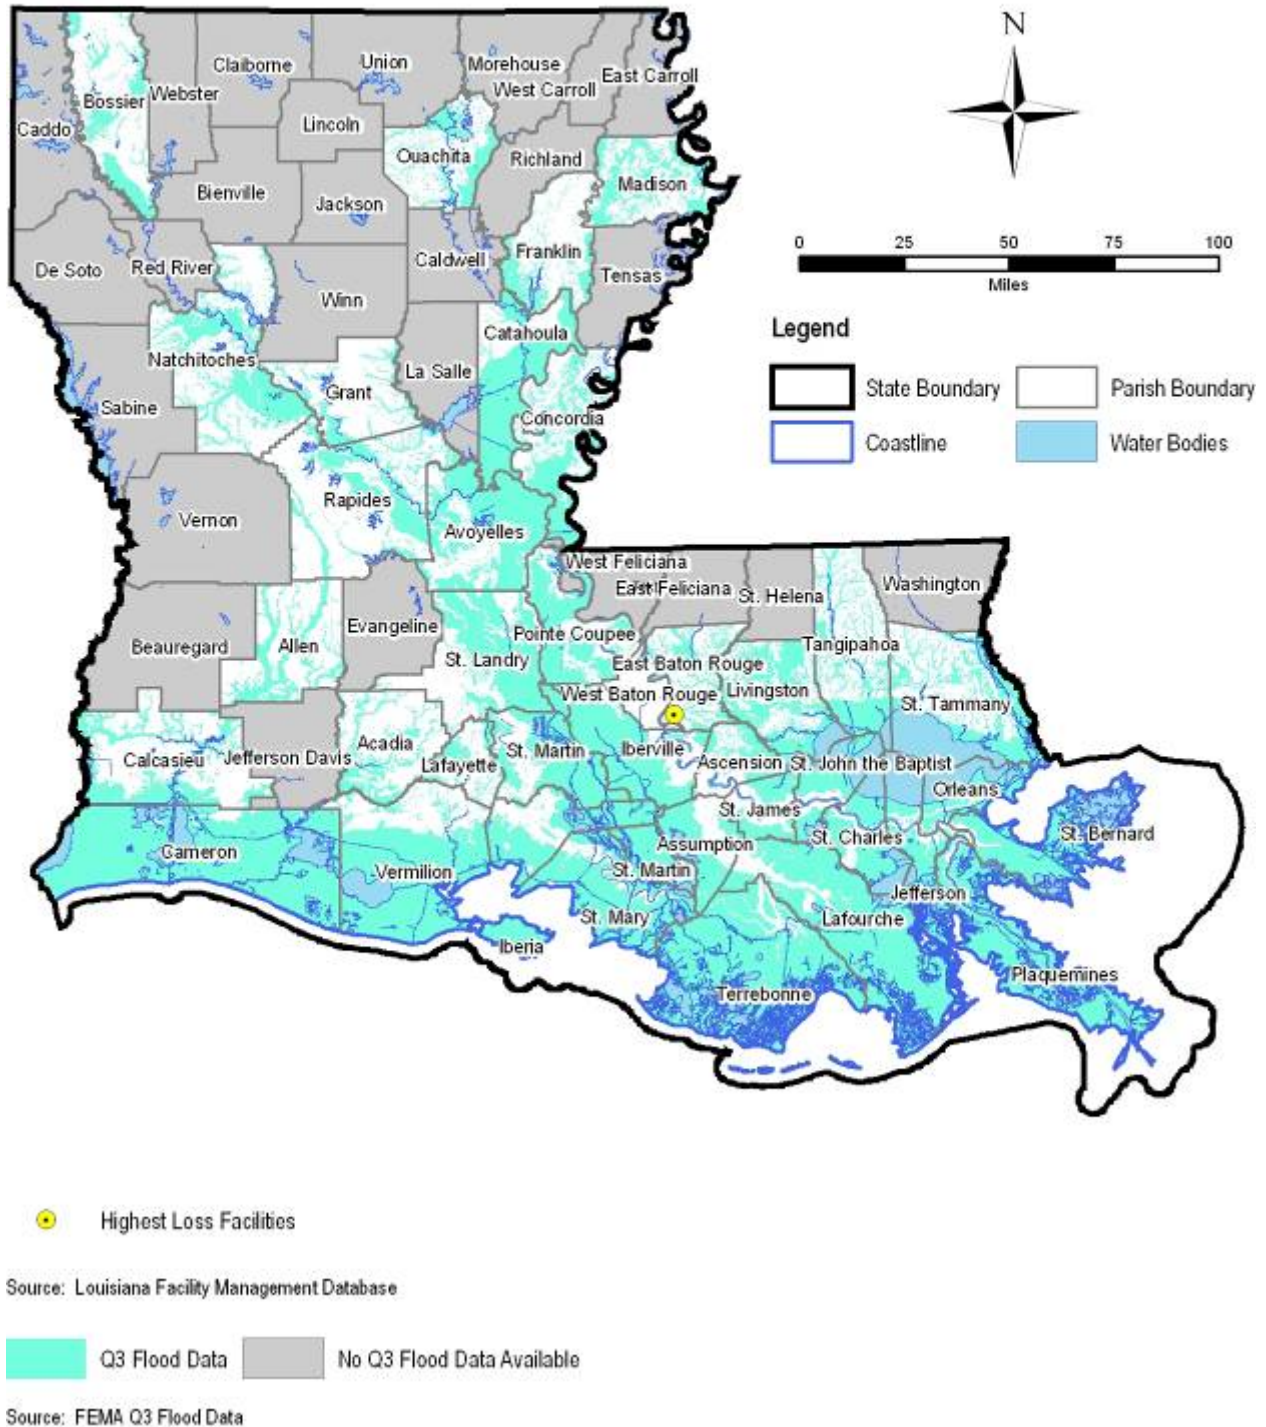 N
Claiborne
Union
Morehouse
East Carroll
West Carroll
Webster
Bossier
Caddo
Lincoln
Ouachita
Richland
Madison
Bienville
Jackson
Franklin
Caldwell
De Soto
Red River
Tensas
Winn
0 25 50 75 100
Miles
Catahoula
Natchitoches
La Salle
Grant
Sabine
Concordia
Legend
State Boundary
Parish Boundary
Coastline
Water Bodies
Rapides
Vernon
Avoyelles
West Feliciana
East Feliciana
St. Helena
Washington
Evangeline
Pointe Coupee
Beauregard
Allen
Tangipahoa
St. Landry
East Baton Rouge
West Baton Rouge
Livingston
St. Tammany
Acadia
Iberville
St. Martin
Calcasieu
Jefferson Davis
Lafayette
Ascension
St. John the Baptist
Orleans
St. James
St. Charles
St. Bernard
Assumption
Cameron
Vermilion
St. Martin
Jefferson
St. Mary
Lafourche
Iberia
Plaquemines
Terrebonne
Highest Loss Facilities
Source: Louisiana Facility Management Database
Q3 Flood Data
No Q3 Flood Data Available
Source: FEMA Q3 Flood Data